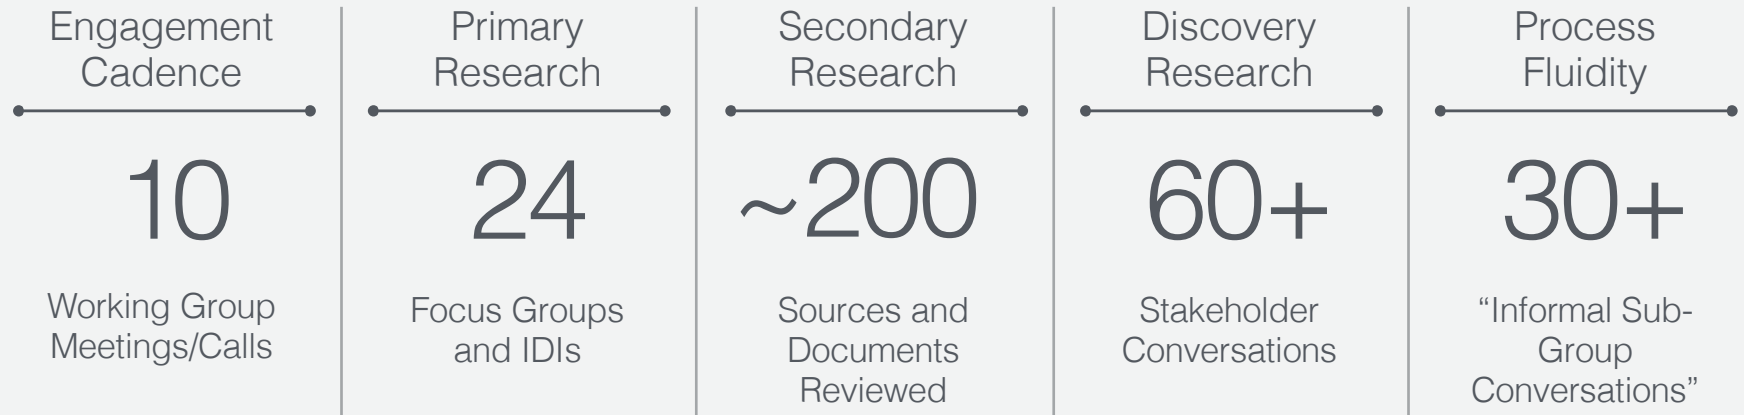 Engagement
Cadence
10
Working Group
Meetings/Calls
Primary
Research
24
Focus Groups
and IDIs
Secondary
Research
~200
Sources and
Documents
Reviewed
Discovery
Research
60+
Stakeholder
Conversations
Process
Fluidity
30+
“Informal Sub-
Group
Conversations”